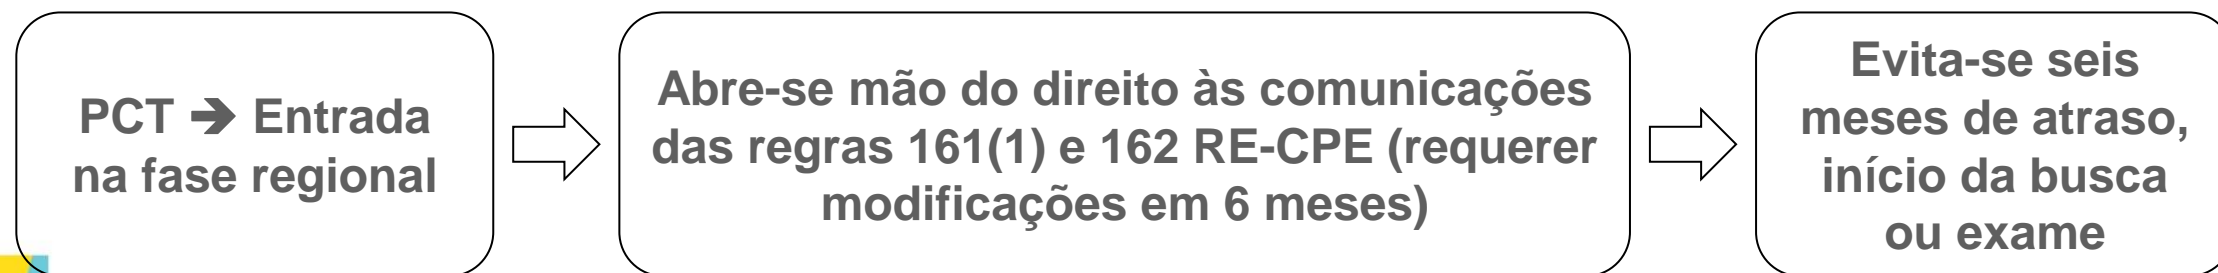 PCT ➔ Entrada
na fase regional
Abre-se mão do direito às comunicações
das regras 161(1) e 162 RE-CPE (requerer
modificações em 6 meses)
Evita-se seis
meses de atraso,
início da busca
ou exame